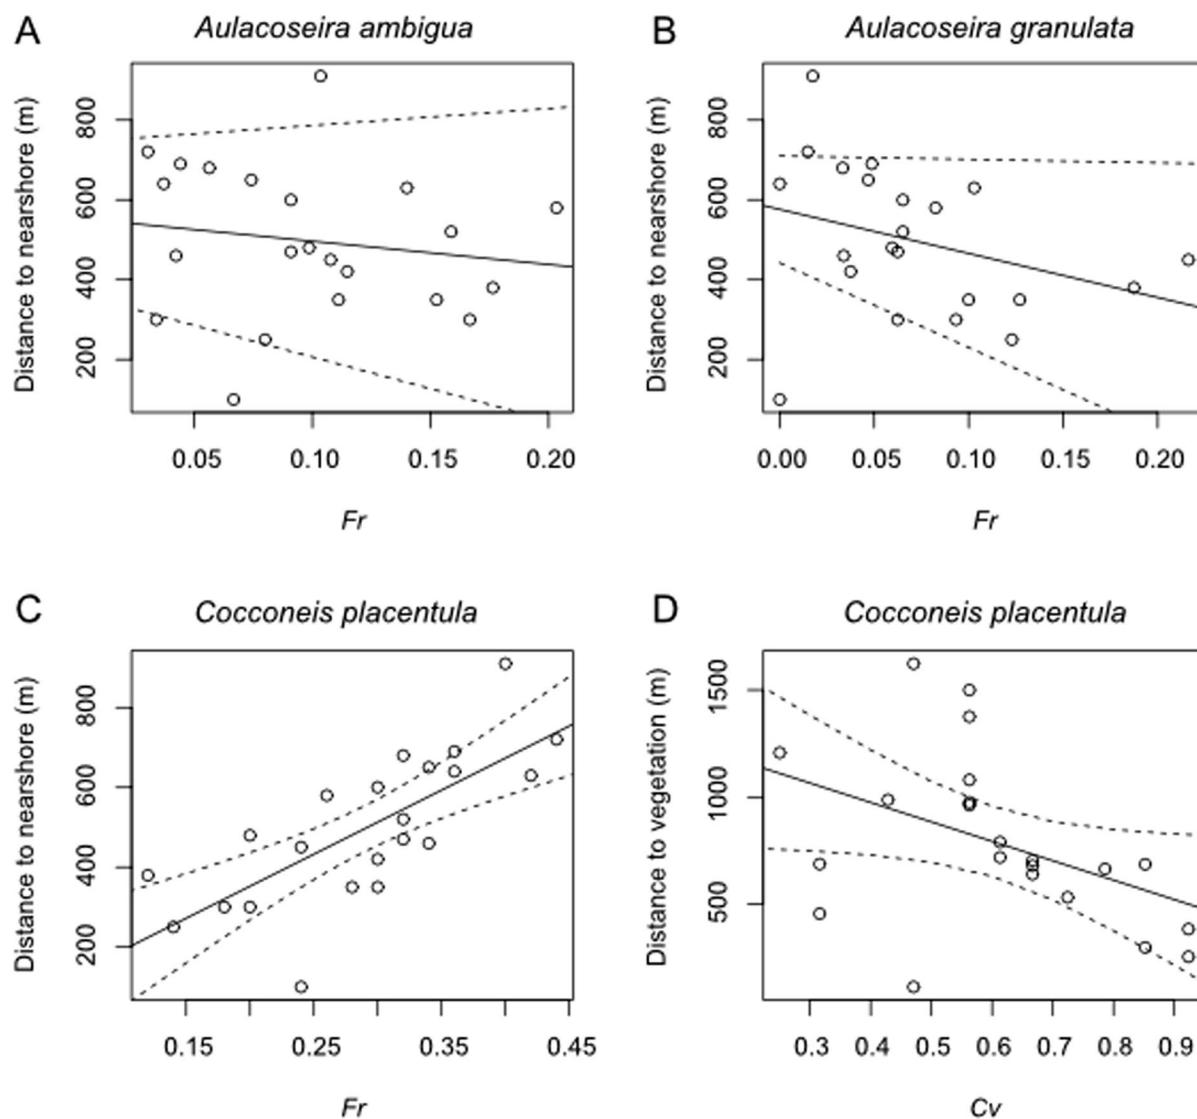 A
Aulacoseira ambigua
Distance to nearshore (m)
800
600
400
200
0.05 0.10 0.15 0.20
Fr
B
Aulacoseira granulata
Distance to nearshore (m)
800
600
400
200
0.00 0.05 0.10 0.15 0.20
Fr
C
Cocconeis placentula
Distance to nearshore (m)
800
600
400
200
0.15 0.25 0.35 0.45
Fr
D
Cocconeis placentula
Distance to vegetation (m)
1500
1000
500
0.3 0.4 0.5 0.6 0.7 0.8 0.9
Cv